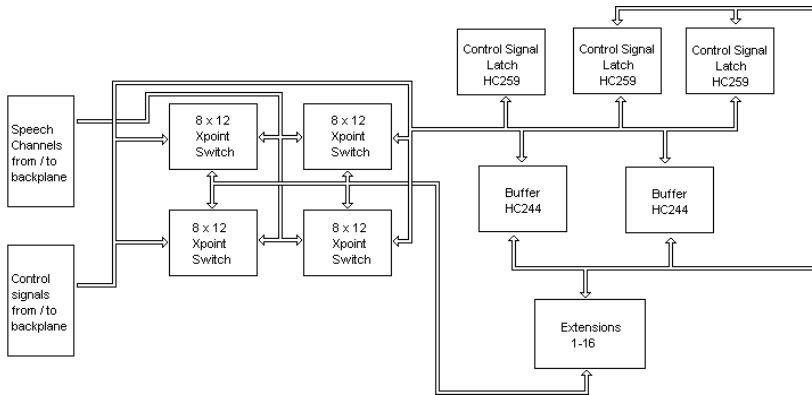 Control Signal
Latch
HC259
Control Signal
Latch
HC259
Control Signal
Latch
HC259
Speech
Channels
from / to
backplane
8 x 12
Xpoint
Switch
8 x 12
Xpoint
Switch
Buffer
HC244
Buffer
HC244
8 x 12
Xpoint
Switch
8 x 12
Xpoint
Switch
Control
signals
from / to
backplane
Extensions
1-16